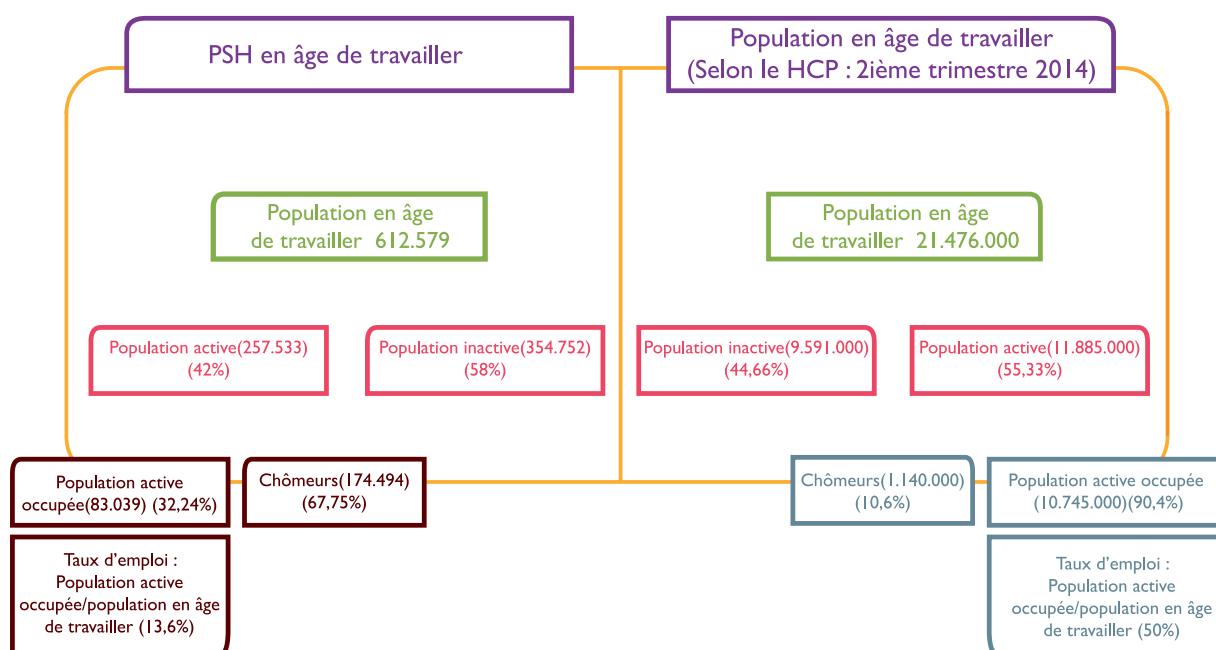 PSH en âge de travailler
Population en âge de travailler
(Selon le HCP : 2ième trimestre 2014)
Population en âge
de travailler 612.579
Population en âge
de travailler 21.476.000
Population active(257.533)
(42%)
Population inactive(354.752)
(58%)
Population inactive(9.591.000)
(44,66%)
Population active(11.885.000)
(55,33%)
Population active
occupée(83.039) (32,24%)
Chômeurs(174.494)
(67,75%)
Chômeurs(1.140.000)
(10,6%)
Population active occupée
(10.745.000)(90,4%)
Taux d’emploi :
Population active
occupée/population en âge
de travailler (13,6%)
Taux d’emploi :
Population active
occupée/population en âge
de travailler (50%)